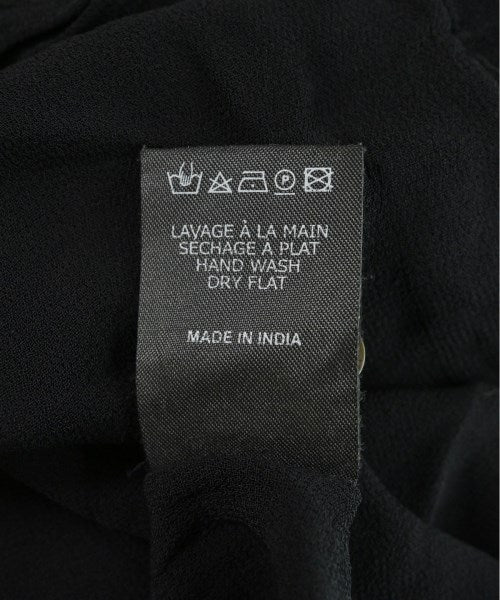 P
LAVAGE À LA MAIN
SECHAGE A PLAT
HAND WASH
DRY FLAT
MADE IN INDIA